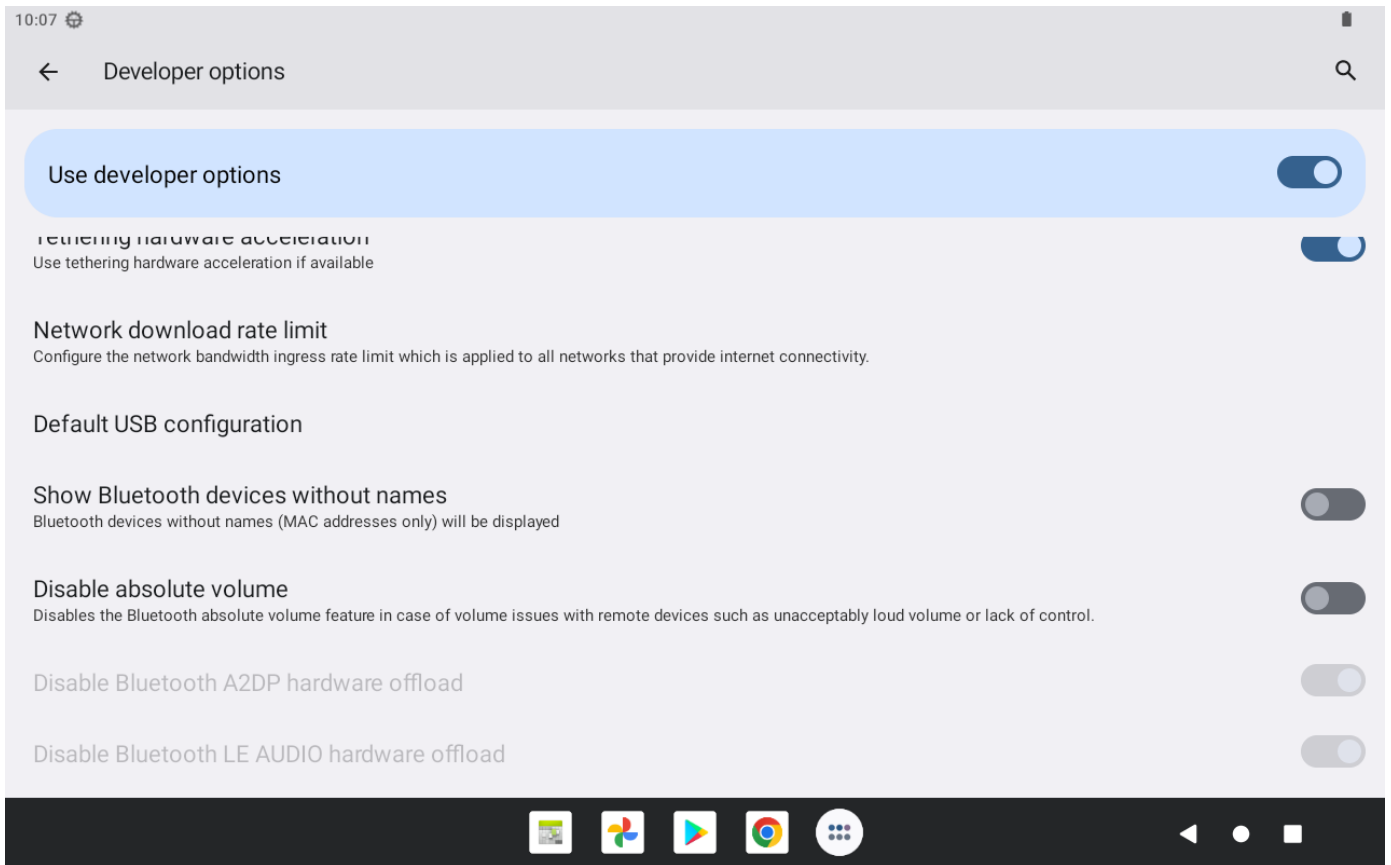 10:07
Developer options
Use developer options
Tethering hardware acceleration
Use tethering hardware acceleration if available
Network download rate limit
Configure the network bandwidth ingress rate limit which is applied to all networks that provide internet connectivity.
Default USB configuration
Show Bluetooth devices without names
Bluetooth devices without names (MAC addresses only) will be displayed
Disable absolute volume
Disables the Bluetooth absolute volume feature in case of volume issues with remote devices such as unacceptably loud volume or lack of control.
Disable Bluetooth A2DP hardware offload
Disable Bluetooth LE AUDIO hardware offload